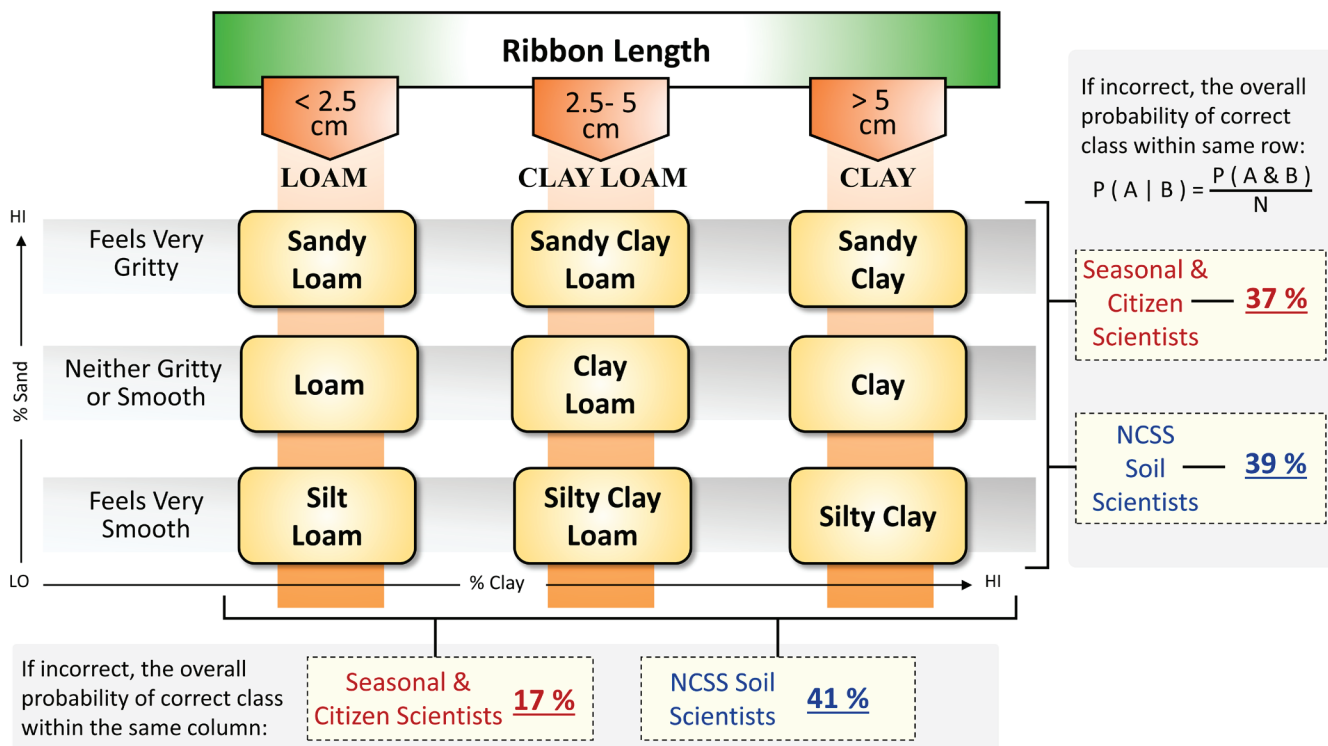 Ribbon Length
< 2.5
cm
2.5- 5
cm
> 5
cm
LOAM
CLAY LOAM
CLAY
HI
% Sand
LO
Feels Very
Gritty
Sandy
Loam
Sandy Clay
Loam
Sandy
Clay
Neither Gritty
or Smooth
Loam
Clay
Loam
Clay
Feels Very
Smooth
Silt
Loam
Silty Clay
Loam
Silty Clay
% Clay
HI
If incorrect, the overall
probability of correct
class within same row:
P ( A | B ) = P ( A & B )
N
Seasonal &
Citizen
Scientists
37 %
NCSS
Soil
Scientists
39 %
If incorrect, the overall
probability of correct class
within the same column:
Seasonal &
Citizen Scientists
17 %
NCSS Soil
Scientists
41 %